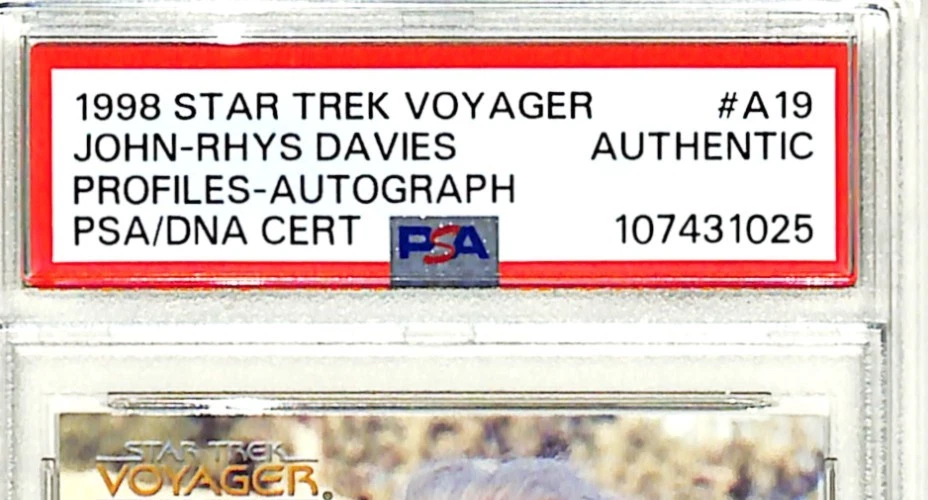 1998 STAR TREK VOYAGER #A19
JOHN-RHYS DAVIES AUTHENTIC
PROFILES-AUTOGRAPH
PSA/DNA CERT PSA 107431025
STAR TREK
VOYAGER®